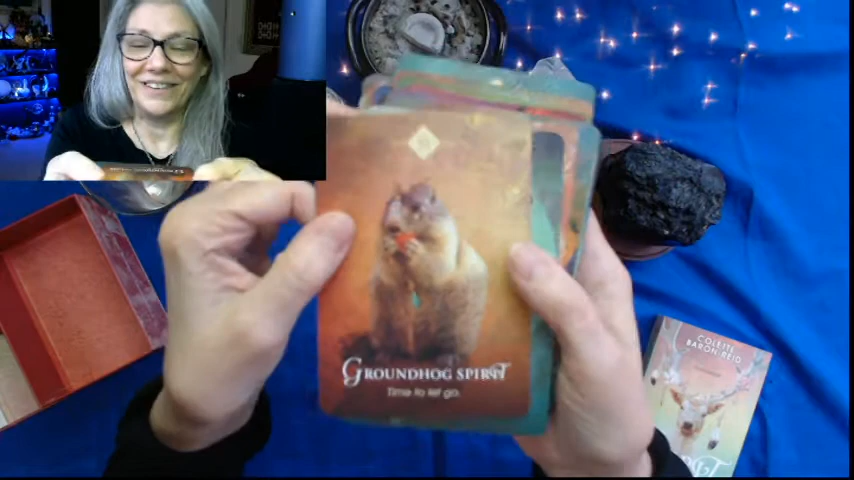 GROUNDHOG SPIRIT
Time to let go.
COLETTE
BARON-REID